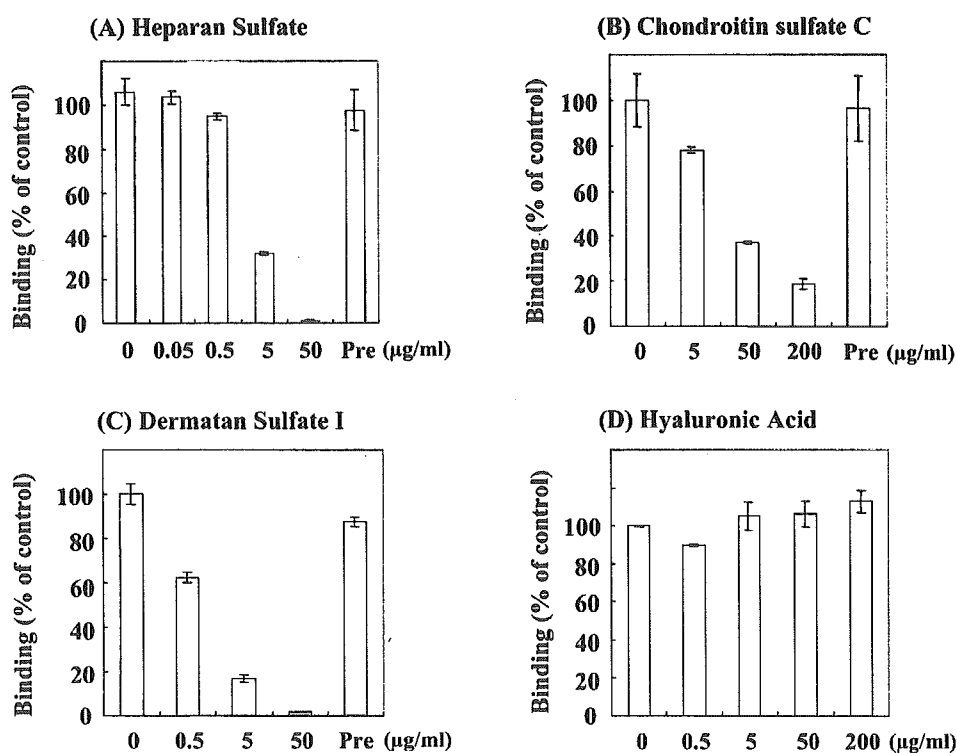 (A) Heparan Sulfate
Binding (% of control)
100
80
60
40
20
0
0 0.05 0.5 5 50 Pre (µg/ml)
(B) Chondroitin sulfate C
Binding (% of control)
100
80
60
40
20
0
0 5 50 200 Pre (µg/ml)
(C) Dermatan Sulfate I
Binding (% of control)
100
80
60
40
20
0
0 0.5 5 50 Pre (µg/ml)
(D) Hyaluronic Acid
Binding (% of control)
100
80
60
40
20
0
0 0.5 5 50 200 (µg/ml)